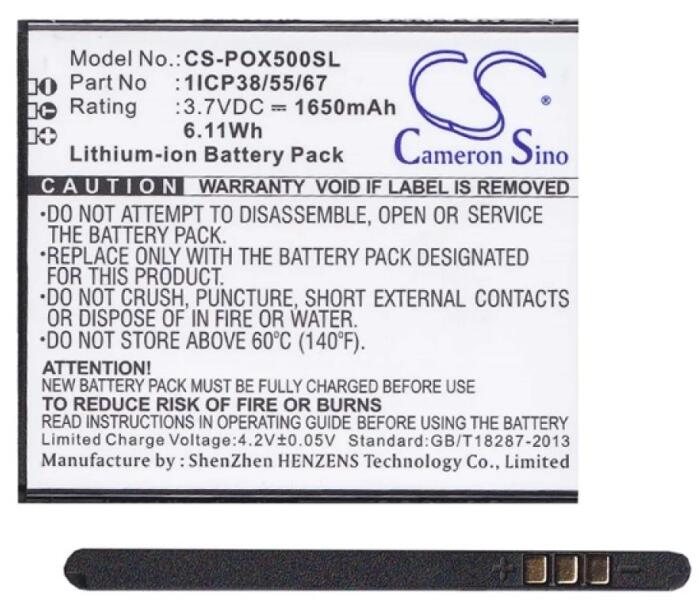 Model No.:CS-POX500SL
Part No :1ICP38/55/67
Rating :3.7VDC ⎓ 1650mAh
6.11Wh
Lithium-ion Battery Pack
Cameron Sino
®
CAUTION WARRANTY VOID IF LABEL IS REMOVED
•DO NOT ATTEMPT TO DISASSEMBLE, OPEN OR SERVICE
THE BATTERY PACK.
•REPLACE ONLY WITH THE BATTERY PACK DESIGNATED
FOR THIS PRODUCT.
•DO NOT CRUSH, PUNCTURE, SHORT EXTERNAL CONTACTS
OR DISPOSE OF IN FIRE OR WATER.
•DO NOT STORE ABOVE 60°C (140°F).
ATTENTION!
NEW BATTERY PACK MUST BE FULLY CHARGED BEFORE USE
TO REDUCE RISK OF FIRE OR BURNS
READ INSTRUCTIONS IN OPERATING GUIDE BEFORE USING THE BATTERY
Limited Charge Voltage:4.2V±0.05V Standard:GB/T18287-2013
Manufacture by : ShenZhen HENZENS Technology Co., Limited
+ −